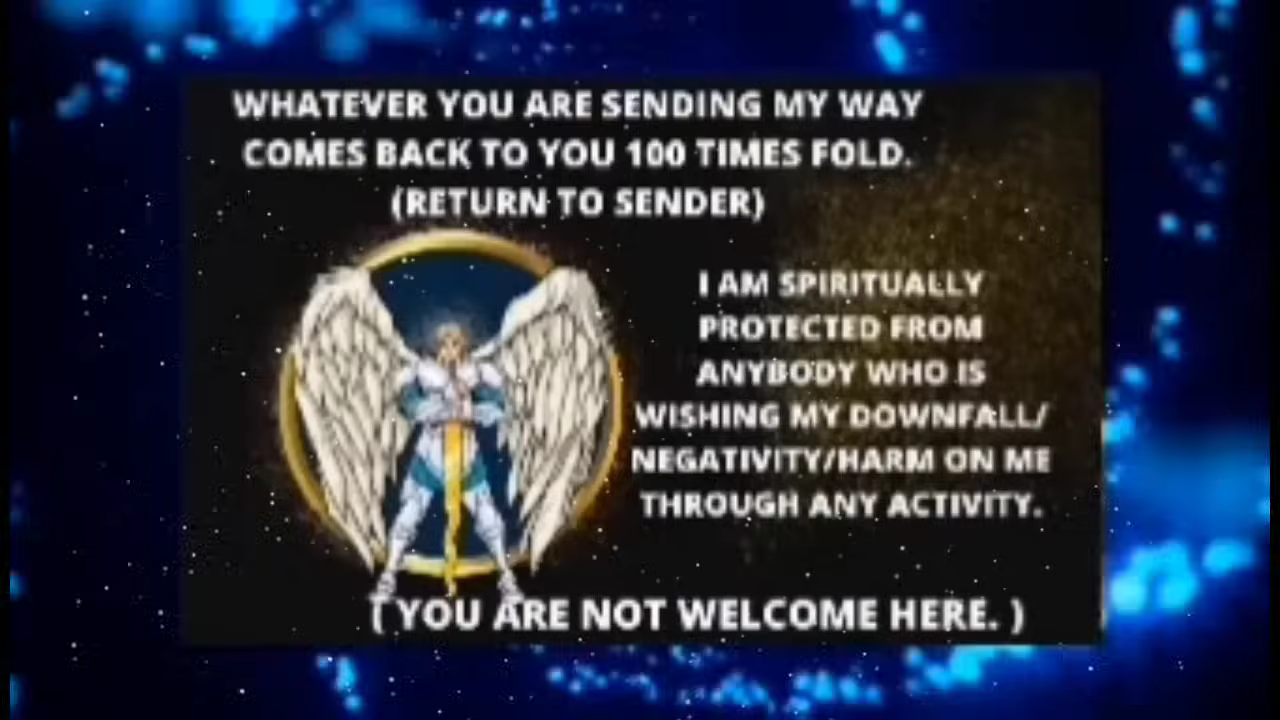 WHATEVER YOU ARE SENDING MY WAY
COMES BACK TO YOU 100 TIMES FOLD.
(RETURN TO SENDER)
I AM SPIRITUALLY
PROTECTED FROM
ANYBODY WHO IS
WISHING MY DOWNFALL/
NEGATIVITY/HARM ON ME
THROUGH ANY ACTIVITY.
( YOU ARE NOT WELCOME HERE. )